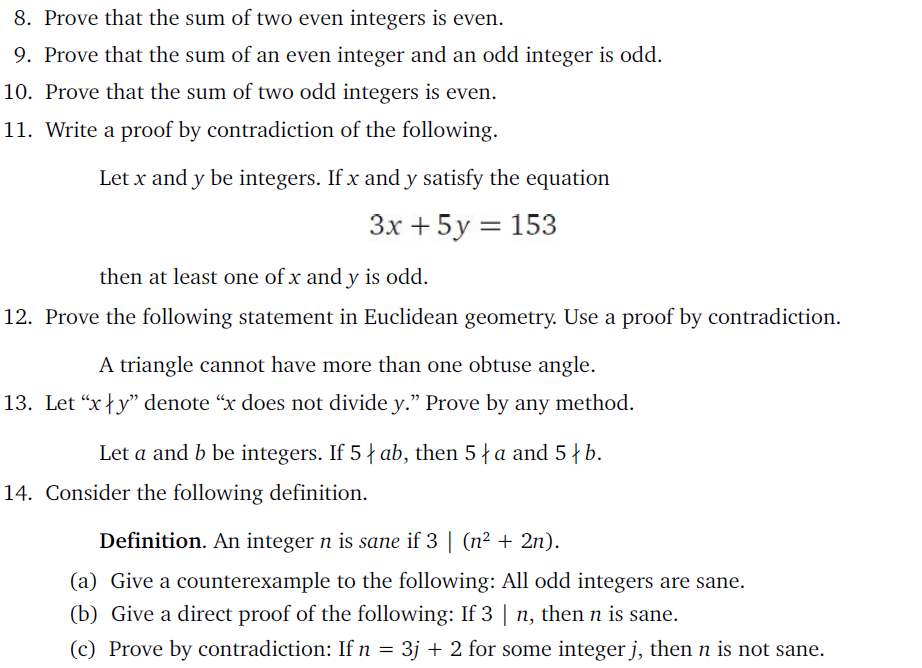 8. Prove that the sum of two even integers is even.
9. Prove that the sum of an even integer and an odd integer is odd.
10. Prove that the sum of two odd integers is even.
11. Write a proof by contradiction of the following.
Let x and y be integers. If x and y satisfy the equation
3x + 5y = 153
then at least one of x and y is odd.
12. Prove the following statement in Euclidean geometry. Use a proof by contradiction.
A triangle cannot have more than one obtuse angle.
13. Let “x ∤ y” denote “x does not divide y.” Prove by any method.
Let a and b be integers. If 5 ∤ ab, then 5 ∤ a and 5 ∤ b.
14. Consider the following definition.
Definition. An integer n is sane if 3 | (n² + 2n).
(a) Give a counterexample to the following: All odd integers are sane.
(b) Give a direct proof of the following: If 3 | n, then n is sane.
(c) Prove by contradiction: If n = 3j + 2 for some integer j, then n is not sane.